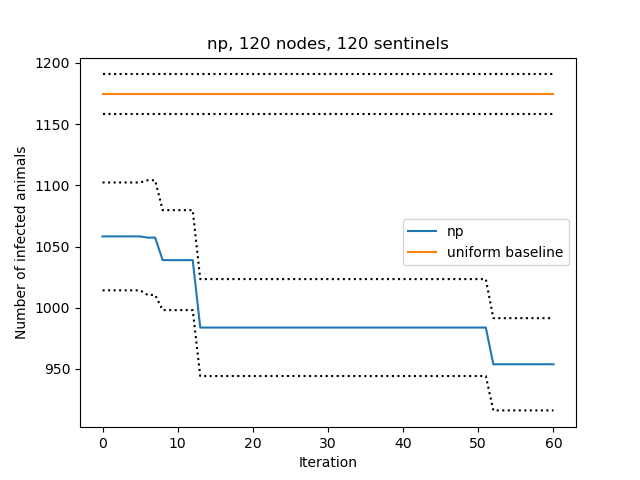 np, 120 nodes, 120 sentinels
1200
1150
1100
1050
1000
950
Number of infected animals
np
uniform baseline
0 10 20 30 40 50 60
Iteration